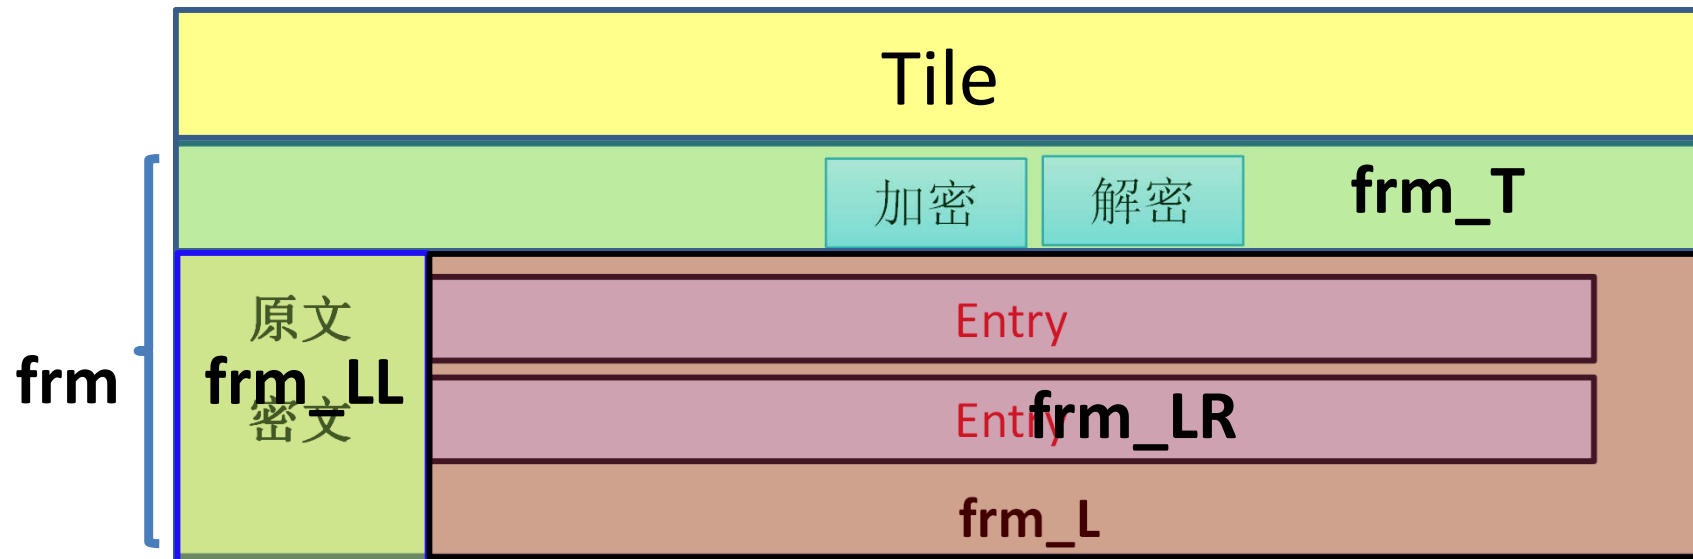 Tile
加密 解密 frm_T
原文 Entry
frm frm_LL
密文 Entry frm_LR
frm_L